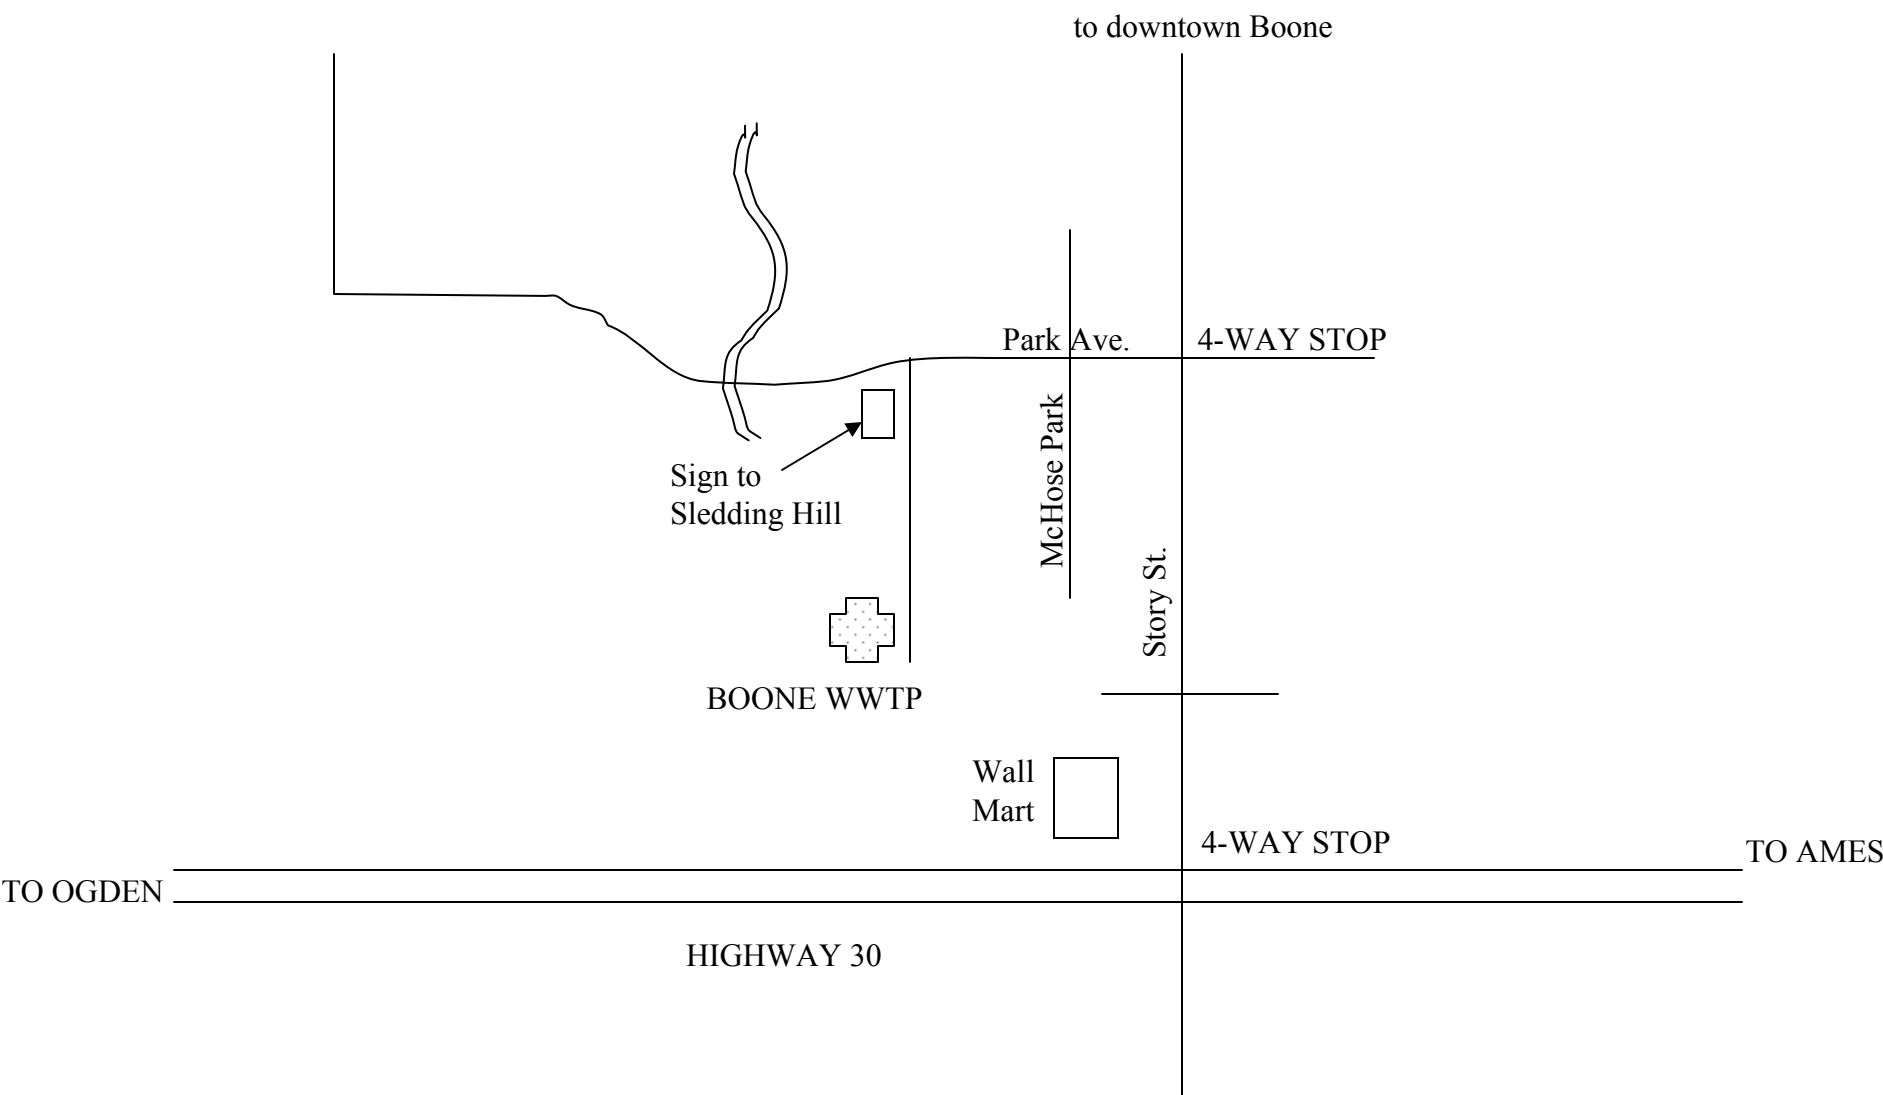 to downtown Boone
Park Ave.
4-WAY STOP
McHose Park
Sign to
Sledding Hill
Story St.
BOONE WWTP
Wall
Mart
4-WAY STOP
TO AMES
TO OGDEN
HIGHWAY 30